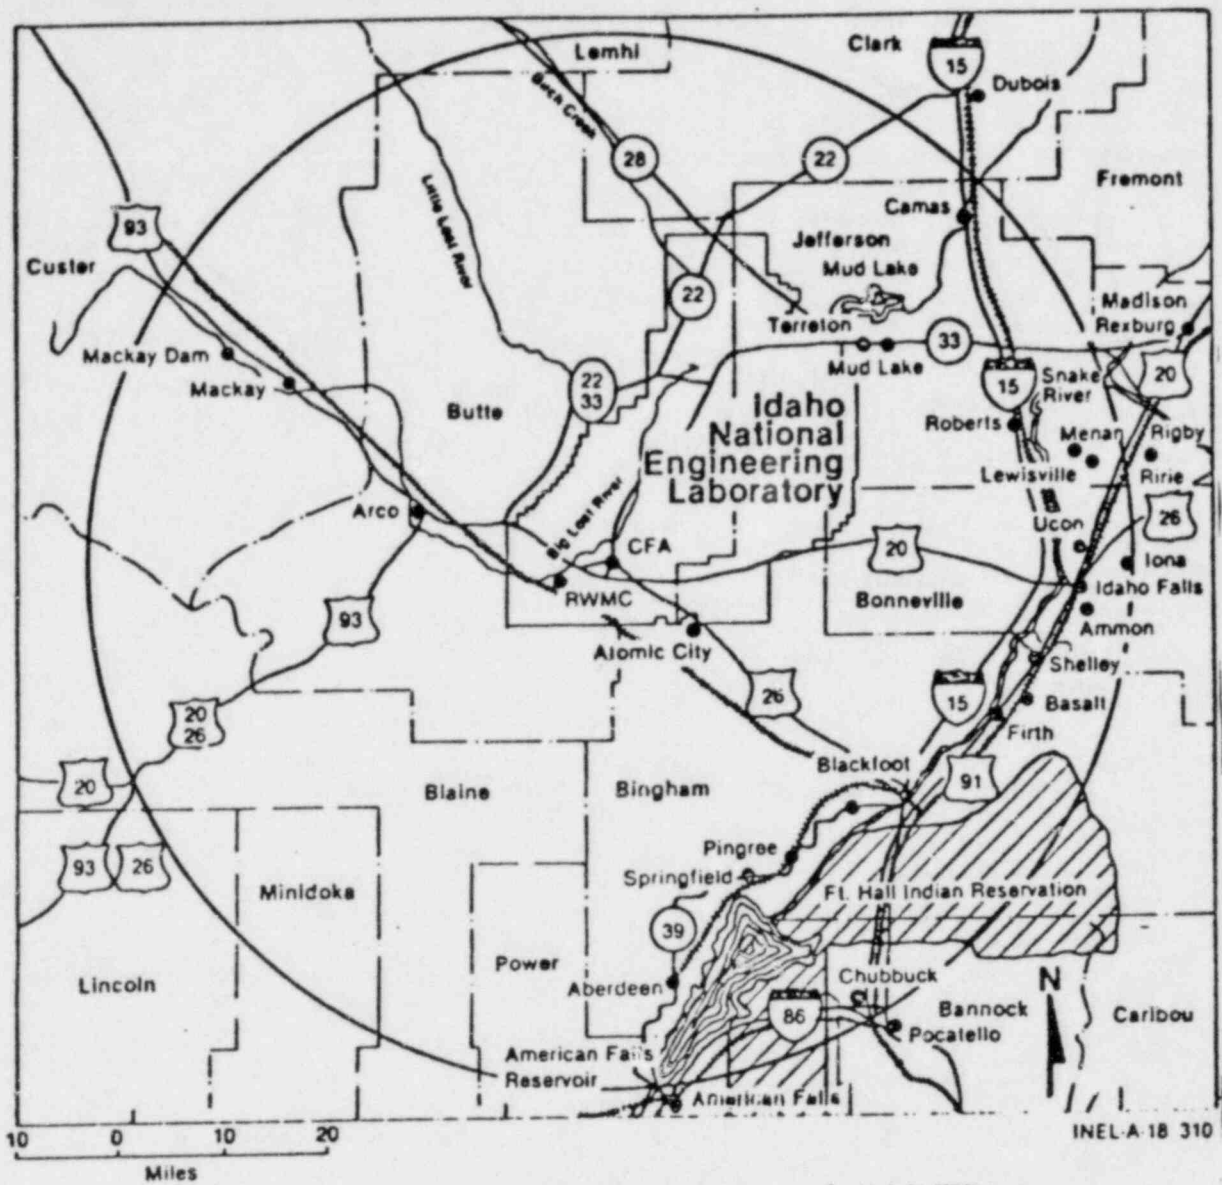 Lemhi
Clark
15
Dubois
Birch Creek
28
22
Fremont
Little Lost River
Camas
93
Jefferson
Custer
Mud Lake
22
Madison
Terreton
Rexburg
33
Mackay Dam
Mud Lake
Mackay
22
33
15
Snake
River
20
Butte
Idaho
National
Engineering
Laboratory
Roberts
Menan
Rigby
Lewisville
Ririe
Arco
Big Lost River
Ucon
26
CFA
20
Iona
Idaho Falls
RWMC
Bonneville
93
Ammon
Atomic City
Shelley
26
15
Basalt
20
26
Firth
Blackfoot
91
20
Blaine
Bingham
93
26
Pingree
Springfield
Minidoka
Ft. Hall Indian Reservation
39
Power
Chubbuck
N
Lincoln
Aberdeen
86
Bannock
Caribou
Pocatello
American Falls
Reservoir
American Falls
10 0 10 20
Miles
INEL-A-18 310